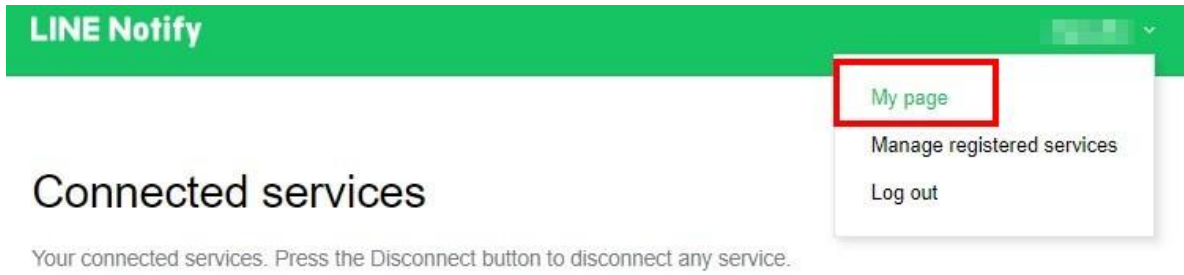 LINE Notify
My page
Manage registered services
Log out
Connected services
Your connected services. Press the Disconnect button to disconnect any service.